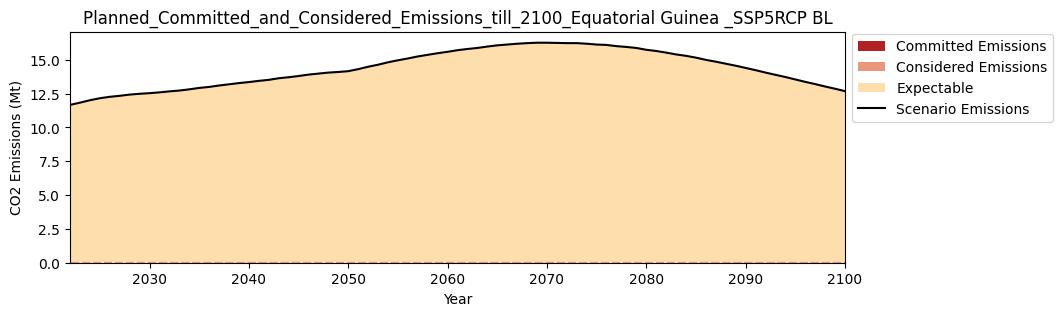 Planned_Committed_and_Considered_Emissions_till_2100_Equatorial Guinea _SSP5RCP BL
Committed Emissions
Considered Emissions
Expectable
Scenario Emissions
CO2 Emissions (Mt)
15.0
12.5
10.0
7.5
5.0
2.5
0.0
2030 2040 2050 2060 2070 2080 2090 2100
Year